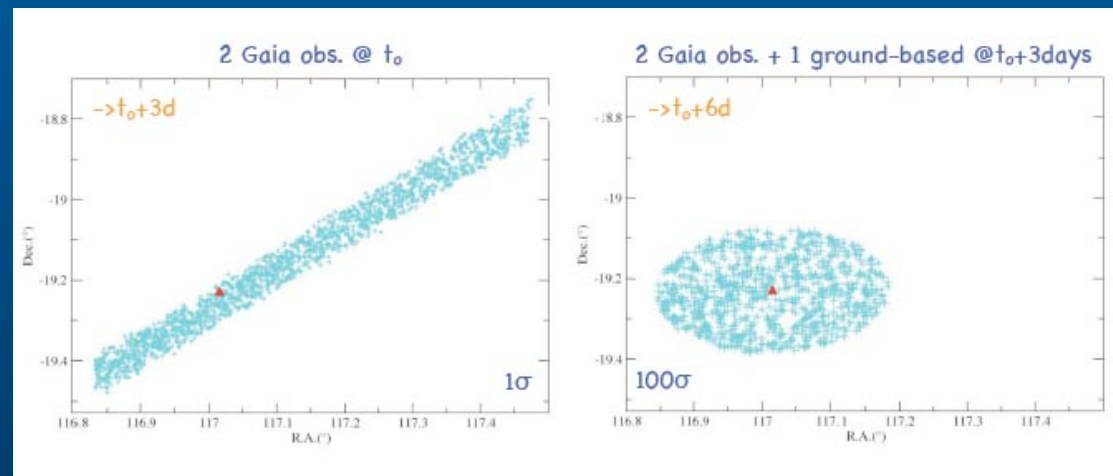 2 Gaia obs. @ t₀
->t₀+3d
-18.8
-19
-19.2
-19.4
Dec.(°)
1σ
116.8 116.9 117 117.1 117.2 117.3 117.4
R.A.(°)
2 Gaia obs. + 1 ground-based @t₀+3days
->t₀+6d
-18.8
-19
-19.2
-19.4
Dec.(°)
100σ
116.8 116.9 117 117.1 117.2 117.3 117.4
R.A.(°)